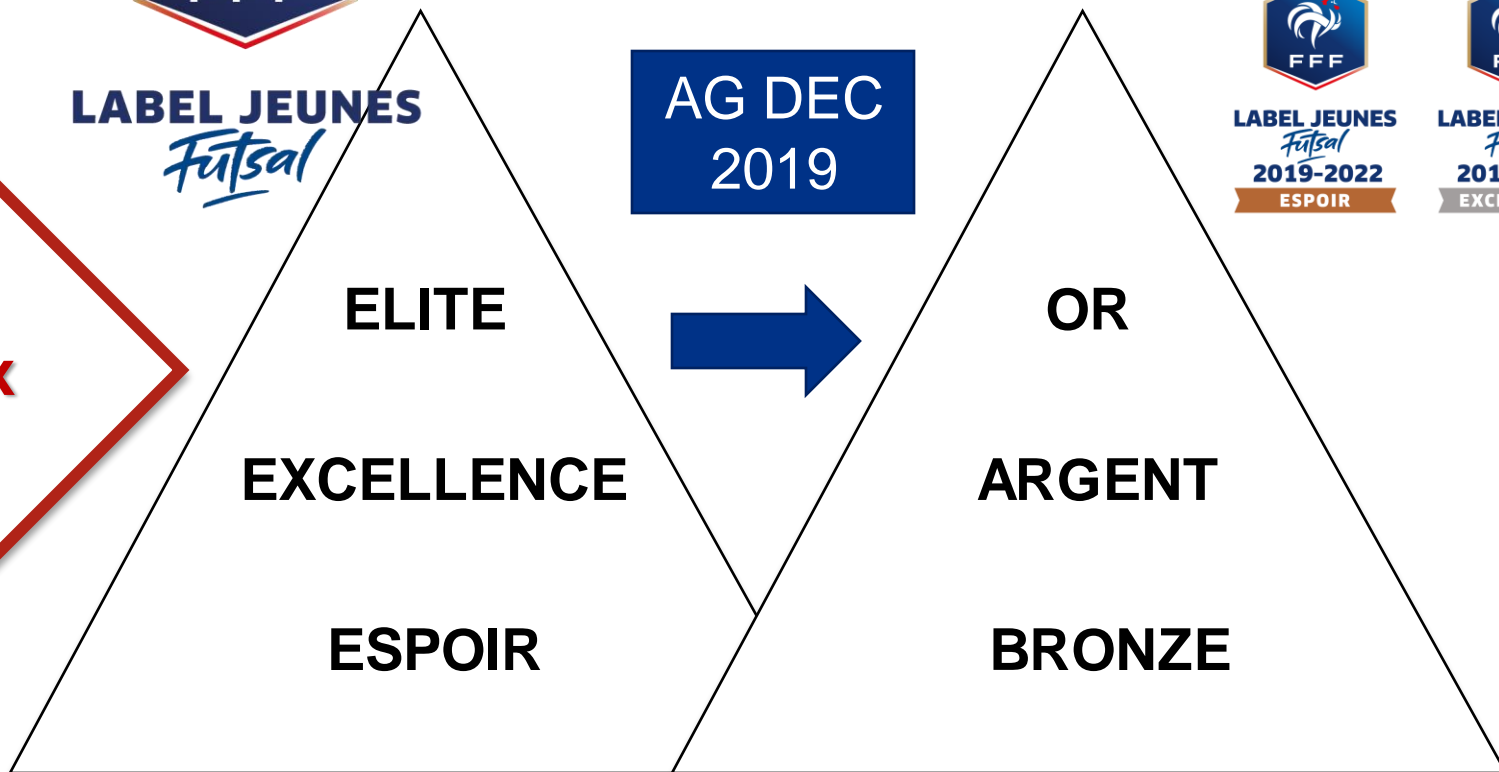 LABEL JEUNES
Futsal
AG DEC
2019
FFF
LABEL JEUNES
Futsal
2019-2022
ESPOIR
ELITE
EXCELLENCE
ESPOIR
OR
ARGENT
BRONZE
x